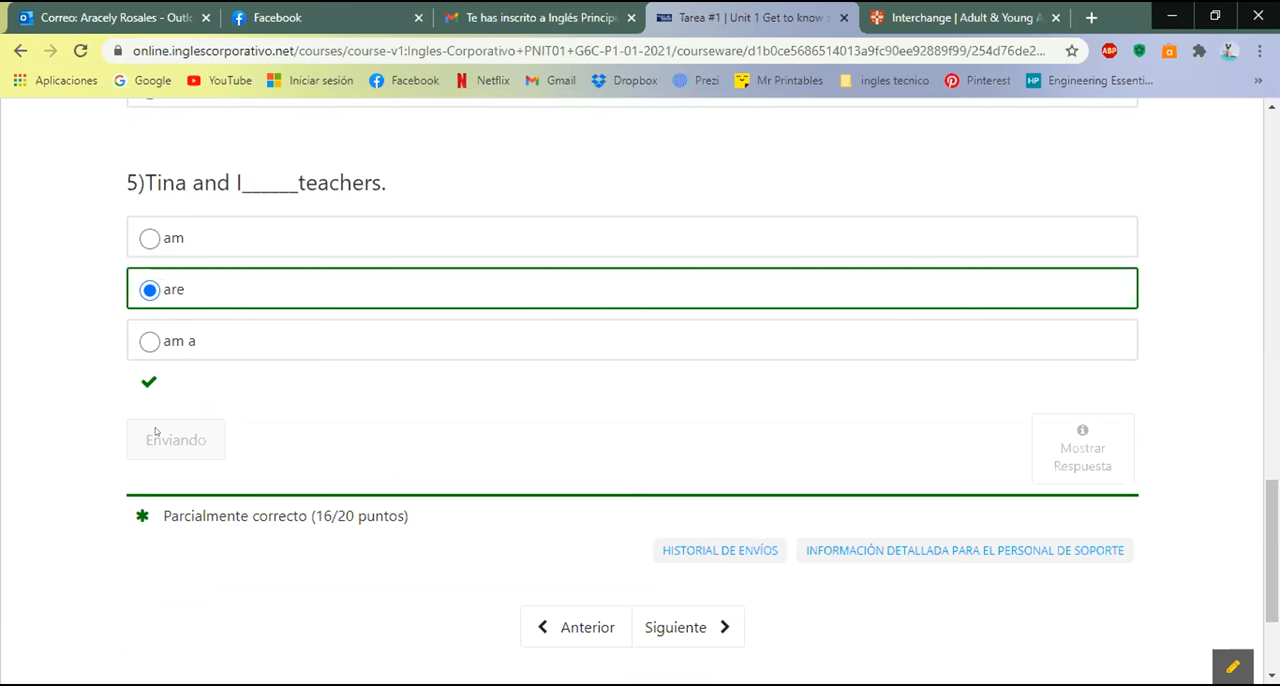 Correo: Aracely Rosales - Outl
Facebook
Te has inscrito a Inglés Princip
Tarea #1 | Unit 1 Get to know
Interchange | Adult & Young A
online.inglescorporativo.net/courses/course-v1:Ingles-Corporativo+PNIT01+G6C-P1-01-2021/courseware/d1b0ce5686514013a9fc90ee92889f99/254d76de2...
ABP
Aplicaciones
Google
YouTube
Iniciar sesión
Facebook
Netflix
Gmail
Dropbox
Prezi
Mr Printables
ingles tecnico
Pinterest
HP
Engineering Essenti...
5)Tina and I______teachers.
am
are
am a
Enviando
Mostrar
Respuesta
Parcialmente correcto (16/20 puntos)
HISTORIAL DE ENVÍOS
INFORMACIÓN DETALLADA PARA EL PERSONAL DE SOPORTE
Anterior
Siguiente